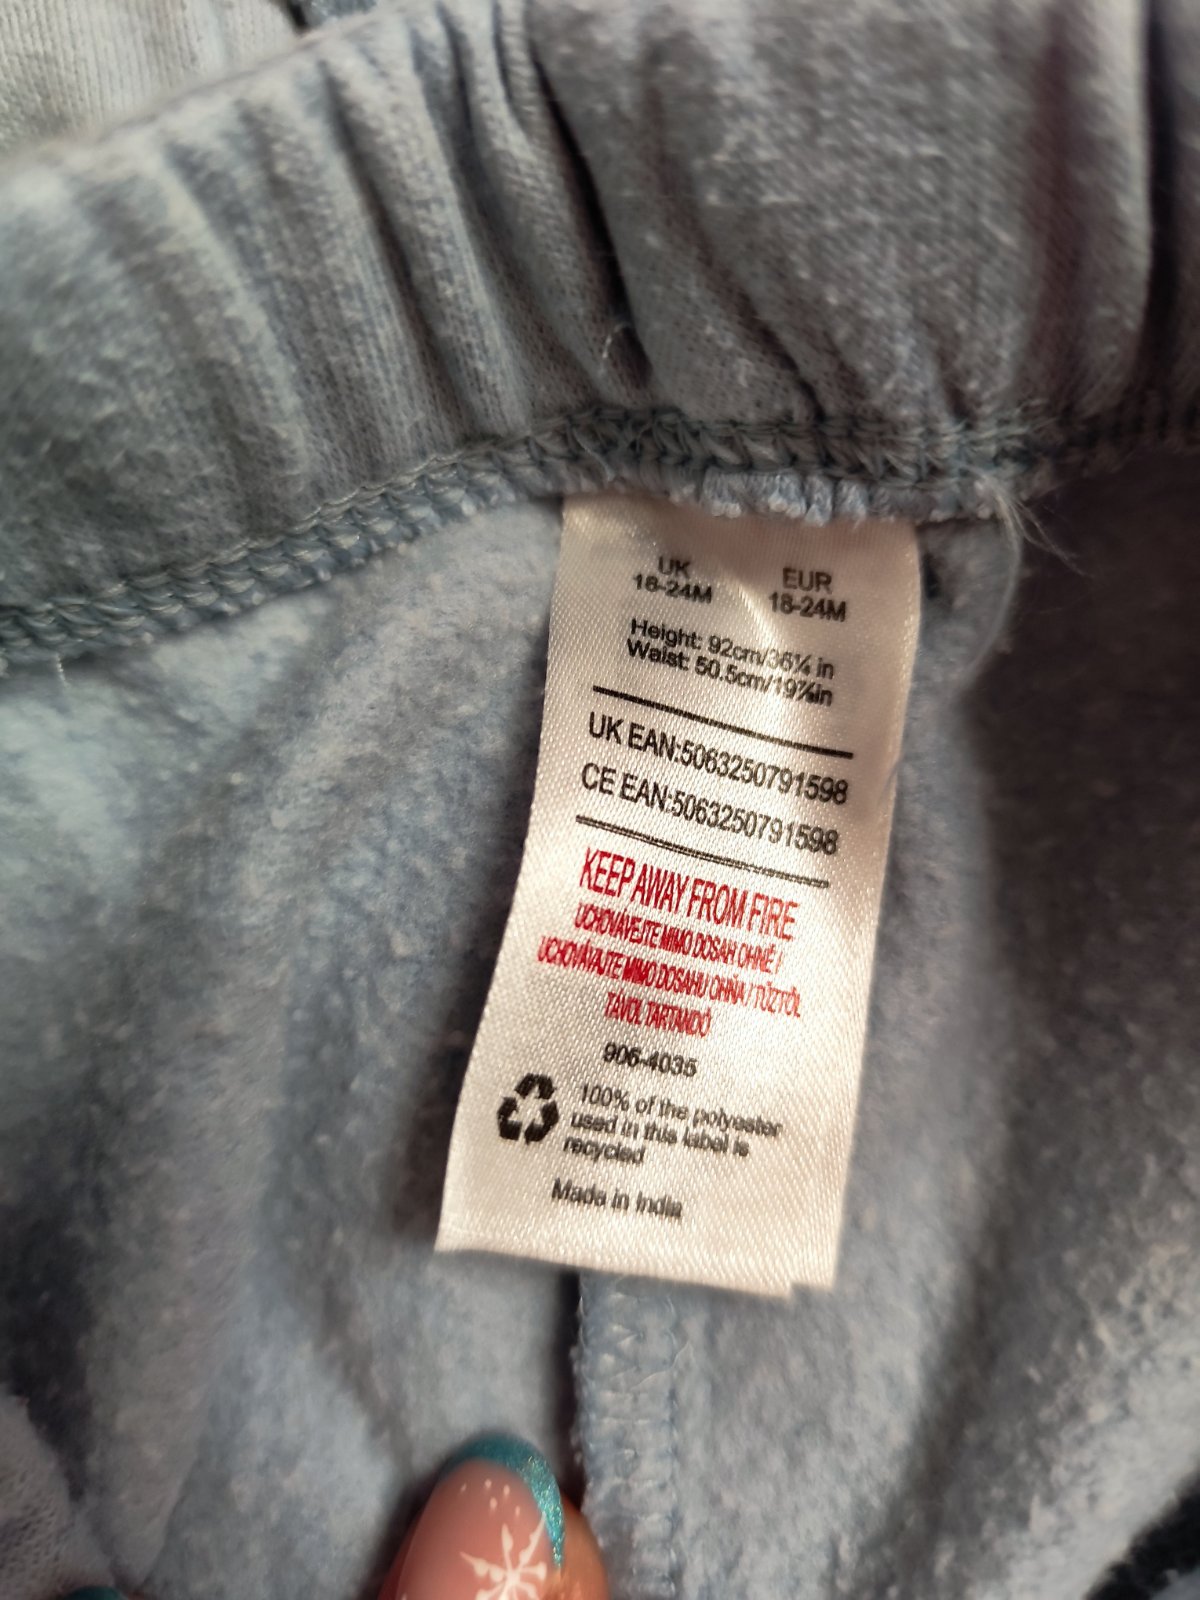 UK EUR
18-24M 18-24M
Height: 92cm/36¼ in
Waist: 50.5cm/19⅞in
UK EAN:5063250791598
CE EAN:5063250791598
KEEP AWAY FROM FIRE
UCHOVÁVEJTE MIMO DOSAH OHNĚ /
UCHOVÁVAJTE MIMO DOSAHU OHŇA / TŰZTŐL
TÁVOL TARTANDÓ
906-4035
100% of the polyester
used in this label is
recycled
Made in India